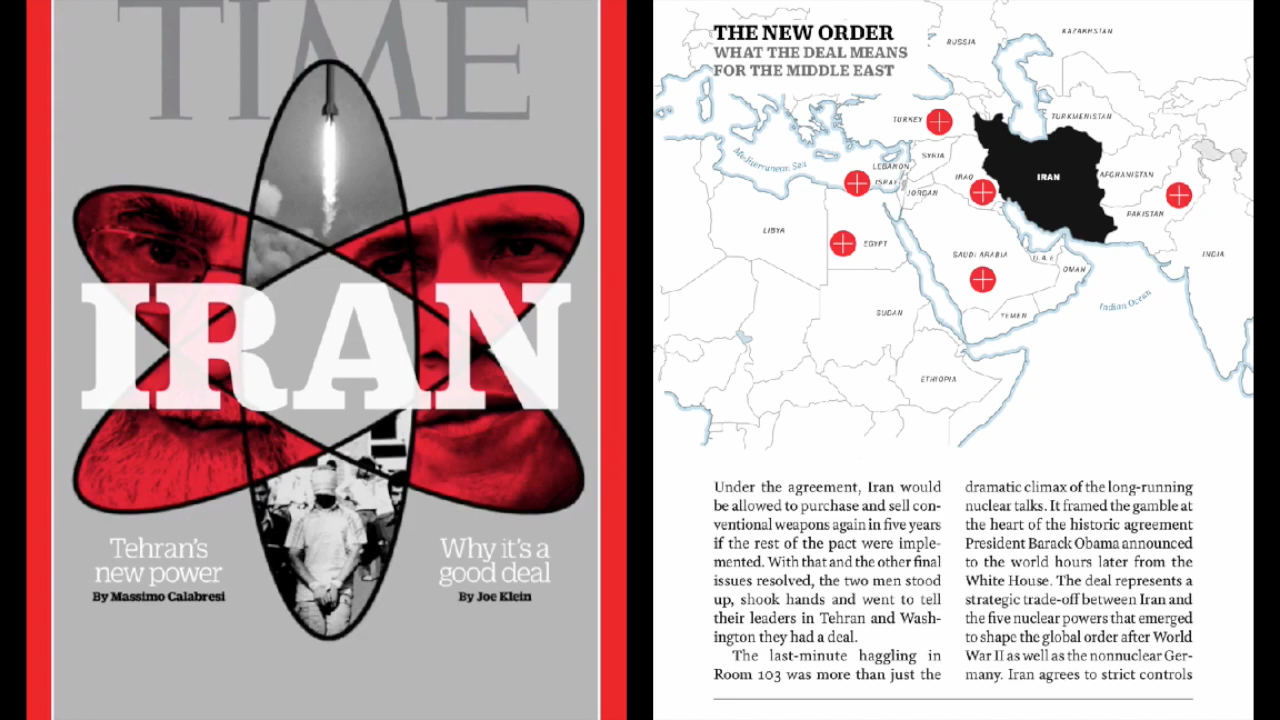 TIME
IRAN
Tehran's
new power
By Massimo Calabresi
Why it's a
good deal
By Joe Klein
THE NEW ORDER
WHAT THE DEAL MEANS
FOR THE MIDDLE EAST
RUSSIA
KAZAKHSTAN
TURKEY
TURKMENISTAN
Mediterranean Sea
SYRIA
LEBANON
ISRAEL
IRAQ
IRAN
AFGHANISTAN
JORDAN
PAKISTAN
LIBYA
EGYPT
SAUDI ARABIA
U.A.E
OMAN
INDIA
Indian Ocean
SUDAN
YEMEN
ETHIOPIA
Under the agreement, Iran would
be allowed to purchase and sell con-
ventional weapons again in five years
if the rest of the pact were imple-
mented. With that and the other final
issues resolved, the two men stood
up, shook hands and went to tell
their leaders in Tehran and Wash-
ington they had a deal.
The last-minute haggling in
Room 103 was more than just the
dramatic climax of the long-running
nuclear talks. It framed the gamble at
the heart of the historic agreement
President Barack Obama announced
to the world hours later from the
White House. The deal represents a
strategic trade-off between Iran and
the five nuclear powers that emerged
to shape the global order after World
War II as well as the nonnuclear Ger-
many. Iran agrees to strict controls